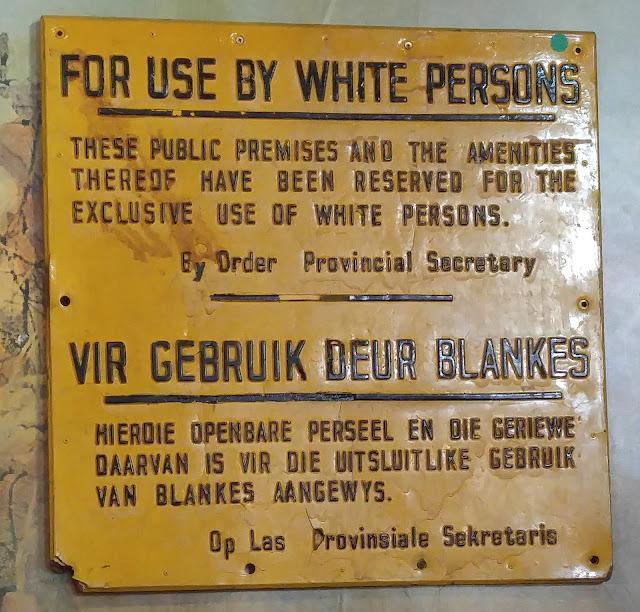 FOR USE BY WHITE PERSONS
THESE PUBLIC PREMISES AND THE AMENITIES
THEREOF HAVE BEEN RESERVED FOR THE
EXCLUSIVE USE OF WHITE PERSONS.
By Order Provincial Secretary
VIR GEBRUIK DEUR BLANKES
HIERDIE OPENBARE PERSEEL EN DIE GERIEWE
DAARVAN IS VIR DIE UITSLUITLIKE GEBRUIK
VAN BLANKES AANGEWYS.
Op Las Provinsiale Sekretaris